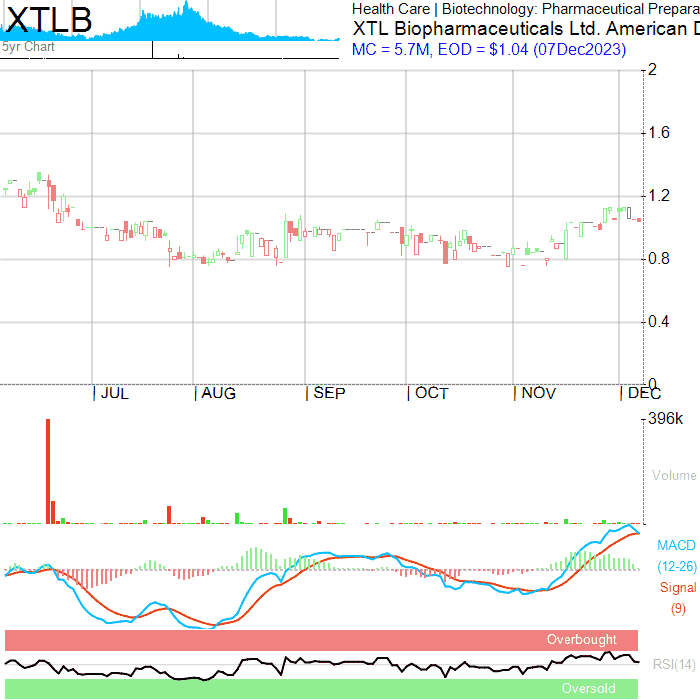 XTLB
5yr Chart
Health Care | Biotechnology: Pharmaceutical Prepara
XTL Biopharmaceuticals Ltd. American D
MC = 5.7M, EOD = $1.04 (07Dec2023)
2
1.6
1.2
0.8
0.4
0
JUL AUG SEP OCT NOV DEC
396k
Volume
MACD
(12-26)
Signal
(9)
Overbought
RSI(14)
Oversold